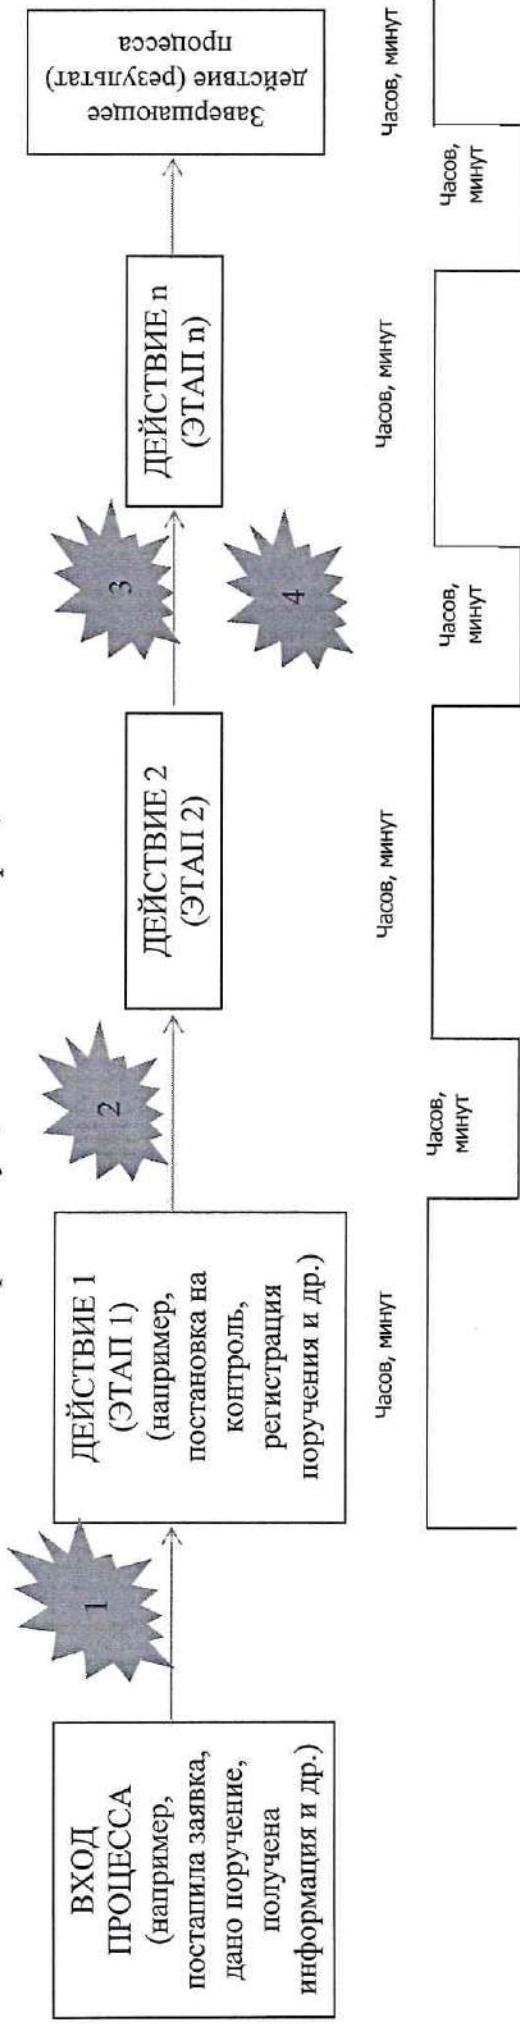 ВХОД
ПРОЦЕССА
(например,
постапила заявка,
дано поручение,
получена
информация и др.)
1
ДЕЙСТВИЕ 1
(ЭТАП 1)
(например,
постановка на
контроль,
регистрация
поручения и др.)
2
ДЕЙСТВИЕ 2
(ЭТАП 2)
3
4
ДЕЙСТВИЕ n
(ЭТАП n)
Завершающее
действие (результат)
процесса
Часов, минут
Часов,
минут
Часов, минут
Часов,
минут
Часов, минут
Часов,
минут
Часов, минут